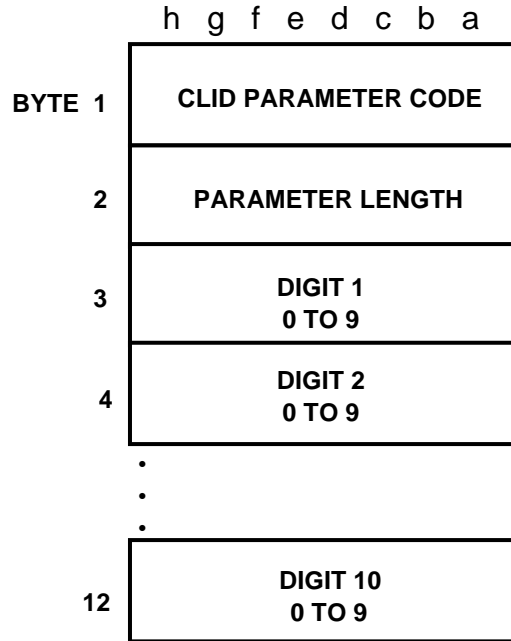 h g f e d c b a
BYTE 1 CLID PARAMETER CODE
2 PARAMETER LENGTH
3 DIGIT 1
0 TO 9
4 DIGIT 2
0 TO 9
12 DIGIT 10
0 TO 9